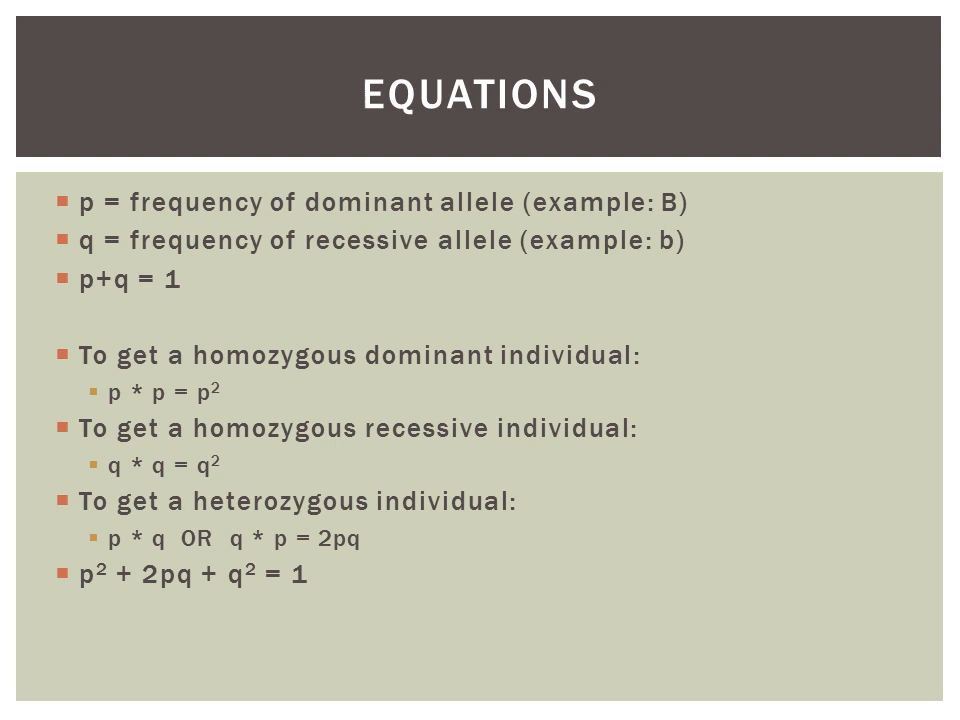 EQUATIONS
p = frequency of dominant allele (example: B)
q = frequency of recessive allele (example: b)
p+q = 1
To get a homozygous dominant individual:
p * p = p²
To get a homozygous recessive individual:
q * q = q²
To get a heterozygous individual:
p * q OR q * p = 2pq
p² + 2pq + q² = 1